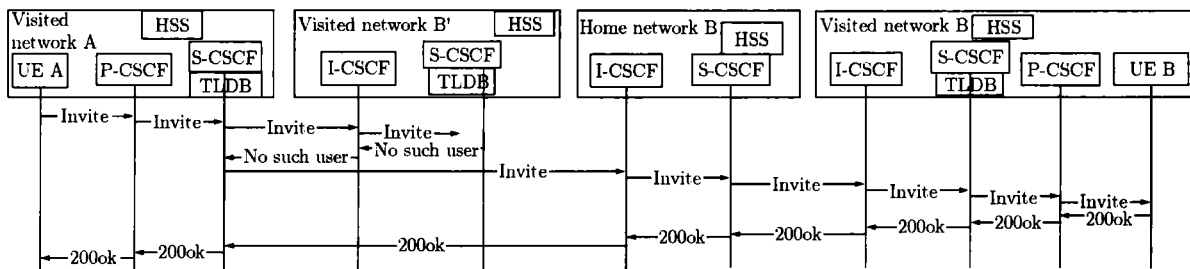 Visited
network A
HSS
UE A
P-CSCF
S-CSCF
TLDB
Visited network B'
HSS
I-CSCF
S-CSCF
TLDB
Home network B
HSS
I-CSCF
S-CSCF
Visited network B
HSS
I-CSCF
S-CSCF
TLDB
P-CSCF
UE B
Invite
Invite
Invite
Invite
No such user
No such user
Invite
Invite
Invite
Invite
Invite
Invite
200ok
200ok
200ok
200ok
200ok
200ok
200ok
200ok